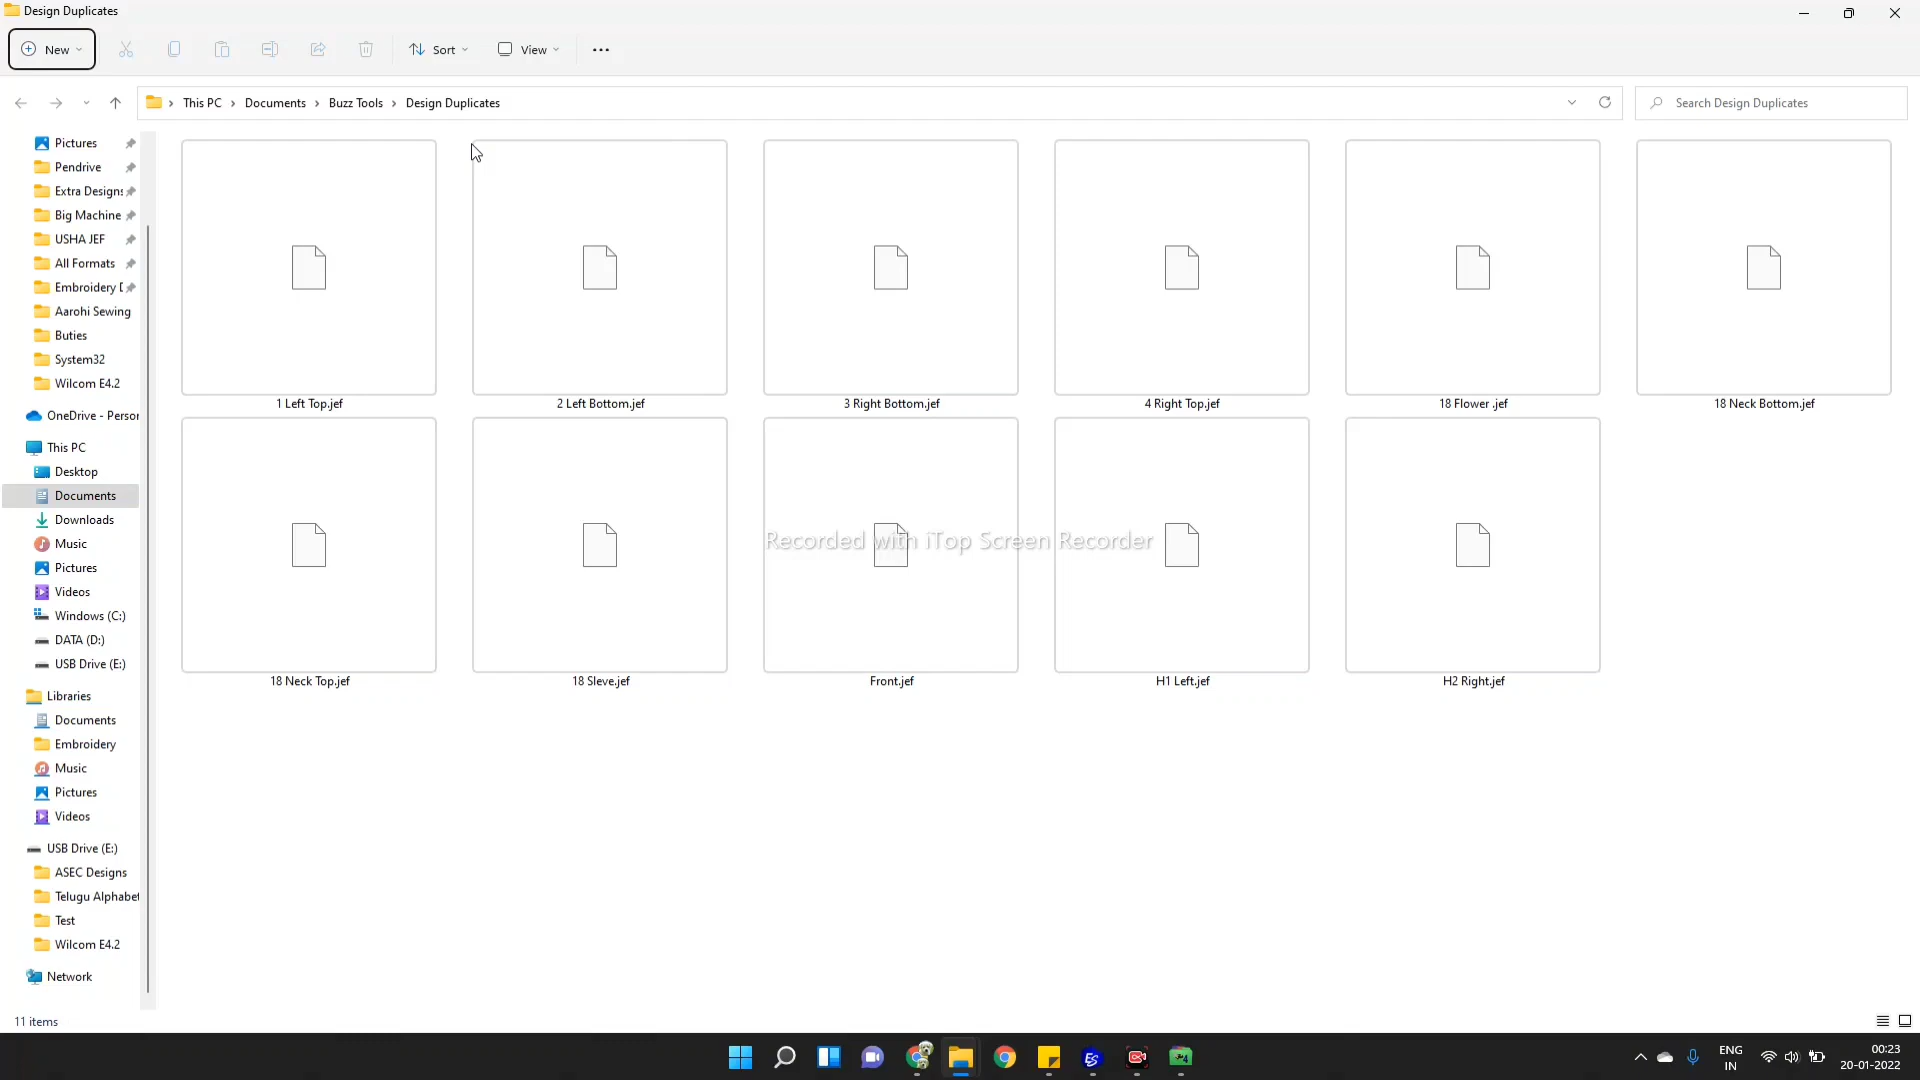 Design Duplicates
New
Sort
View
This PC
Documents
Buzz Tools
Design Duplicates
Search Design Duplicates
Pictures
Pendrive
Extra Designs
Big Machine
USHA JEF
All Formats
Embroidery D
Aarohi Sewing
Buties
System32
Wilcom E4.2
OneDrive - Person
This PC
Desktop
Documents
Downloads
Music
Pictures
Videos
Windows (C:)
DATA (D:)
USB Drive (E:)
Libraries
Documents
Embroidery
Music
Pictures
Videos
USB Drive (E:)
ASEC Designs
Telugu Alphabet
Test
Wilcom E4.2
Network
1 Left Top.jef
2 Left Bottom.jef
3 Right Bottom.jef
4 Right Top.jef
18 Flower .jef
18 Neck Bottom.jef
Recorded with iTop Screen Recorder
18 Neck Top.jef
18 Sleve.jef
Front.jef
H1 Left.jef
H2 Right.jef
11 items
ES
ENG
IN
00:23
20-01-2022